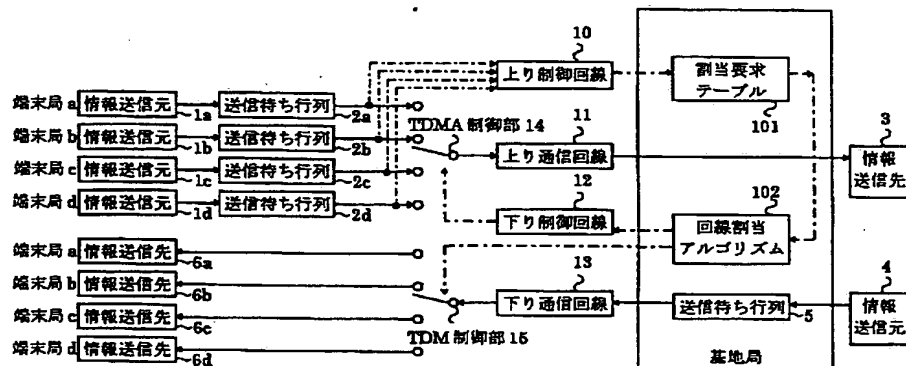 10
上り制御回線
割当要求
テーブル
101
端末局 a 情報送信元 1a 送信待ち行列 2a
端末局 b 情報送信元 1b 送信待ち行列 2b
端末局 c 情報送信元 1c 送信待ち行列 2c
端末局 d 情報送信元 1d 送信待ち行列 2d
TDMA 制御部 14
11
上り通信回線
3
情報
送信先
12
下り制御回線
102
回線割当
アルゴリズム
端末局 a 情報送信先 6a
端末局 b 情報送信先 6b
端末局 c 情報送信先 6c
端末局 d 情報送信先 6d
13
下り通信回線
TDM 制御部 15
送信待ち行列 5
4
情報
送信元
基地局